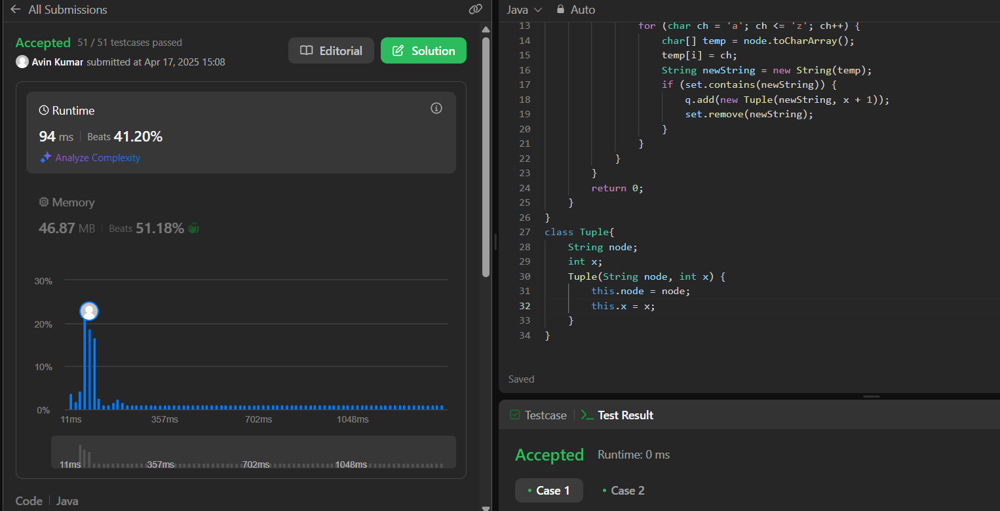 All Submissions
Accepted 51 / 51 testcases passed
Avin Kumar submitted at Apr 17, 2025 15:08
Editorial
Solution
Runtime
94 ms Beats 41.20%
Analyze Complexity
Memory
46.87 MB Beats 51.18%
30%
20%
10%
0%
11ms 357ms 702ms 1048ms
11ms 357ms 702ms 1048ms
Code Java
Java Auto
13 for (char ch = 'a'; ch <= 'z'; ch++) {
14 char[] temp = node.toCharArray();
15 temp[i] = ch;
16 String newString = new String(temp);
17 if (set.contains(newString)) {
18 q.add(new Tuple(newString, x + 1));
19 set.remove(newString);
20 }
21 }
22 }
23 }
24 return 0;
25 }
26 }
27 class Tuple{
28 String node;
29 int x;
30 Tuple(String node, int x) {
31 this.node = node;
32 this.x = x;
33 }
34 }
Saved
Testcase Test Result
Accepted Runtime: 0 ms
Case 1 Case 2